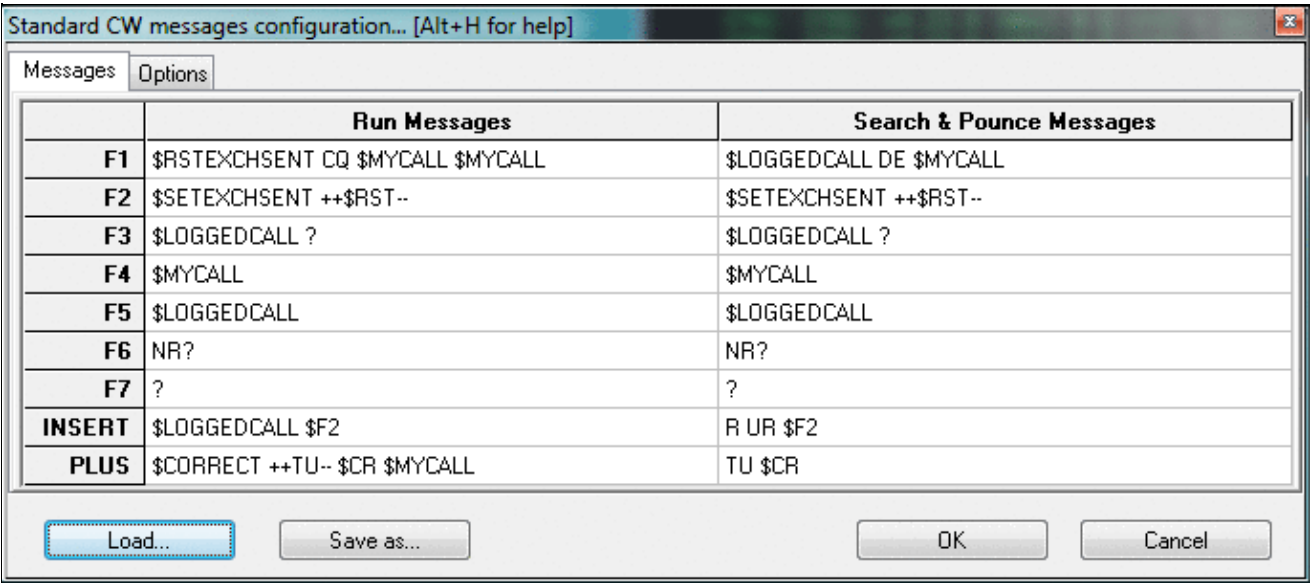 Standard CW messages configuration... [Alt+H for help]
Messages Options
Run Messages Search & Pounce Messages
F1 $RSTEXCHSENT CQ $MYCALL $MYCALL $LOGGEDCALL DE $MYCALL
F2 $SETEXCHSENT ++$RST-- $SETEXCHSENT ++$RST--
F3 $LOGGEDCALL ? $LOGGEDCALL ?
F4 $MYCALL $MYCALL
F5 $LOGGEDCALL $LOGGEDCALL
F6 NR? NR?
F7 ? ?
INSERT $LOGGEDCALL $F2 R UR $F2
PLUS $CORRECT ++TU-- $CR $MYCALL TU $CR
Load... Save as... OK Cancel